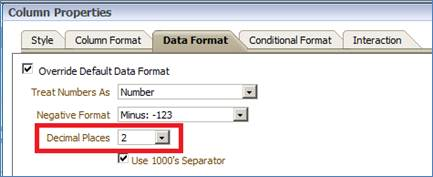 Column Properties
Style Column Format Data Format Conditional Format Interaction
Override Default Data Format
Treat Numbers As Number
Negative Format Minus: -123
Decimal Places 2
Use 1000's Separator